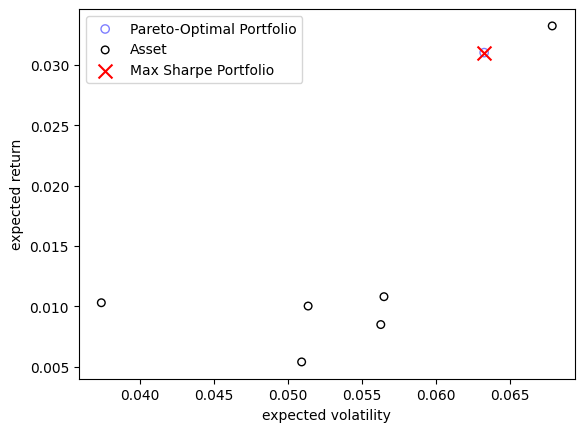 Pareto-Optimal Portfolio
Asset
Max Sharpe Portfolio
expected return
0.030
0.025
0.020
0.015
0.010
0.005
0.040 0.045 0.050 0.055 0.060 0.065
expected volatility